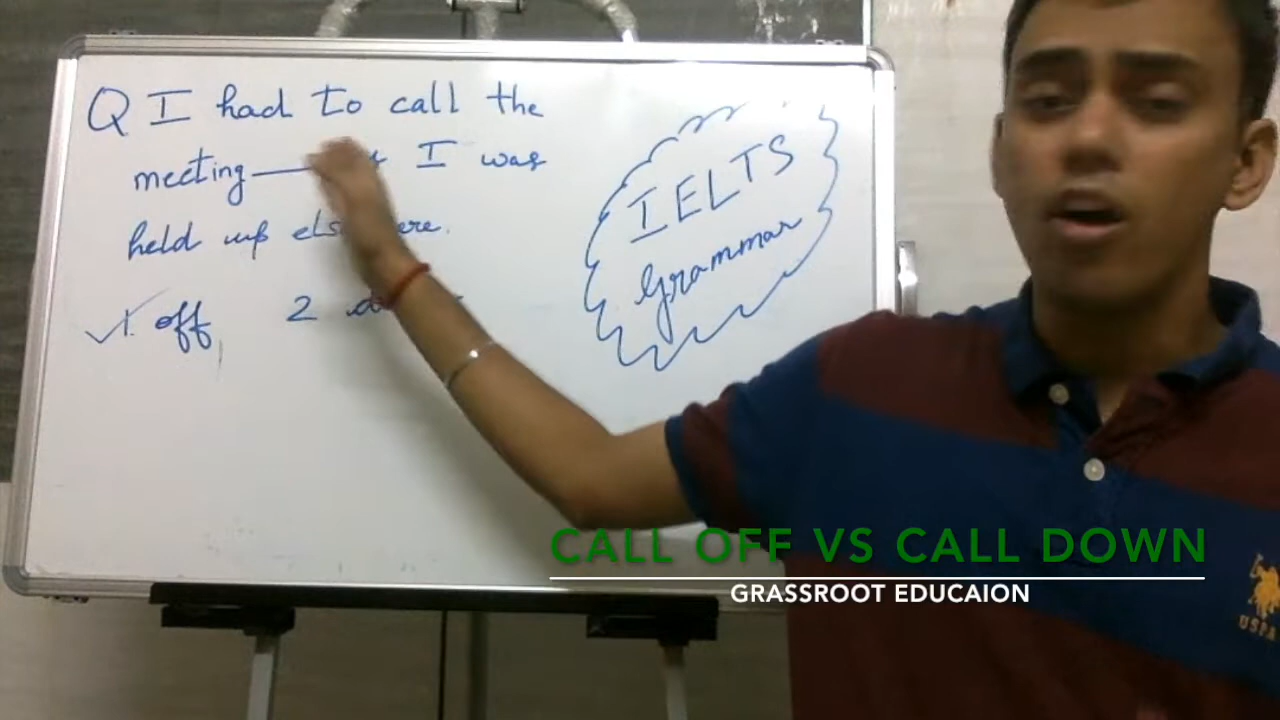 Q I had to call the
meeting — I was
held up
1. off 2
IELTS
Grammar
CALL OFF VS CALL DOWN
GRASSROOT EDUCAION
USPA